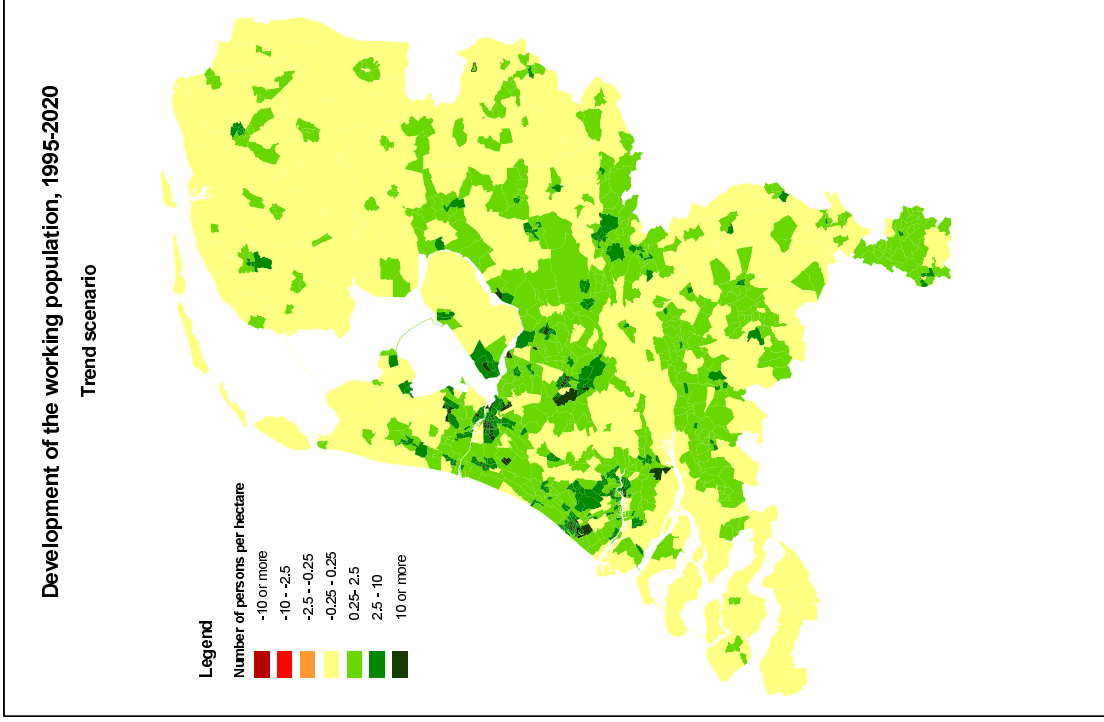 Development of the working population, 1995-2020
Trend scenario
Legend
Number of persons per hectare
-10 or more
-10 - -2.5
-2.5 - -0.25
-0.25 - 0.25
0.25- 2.5
2.5 - 10
10 or more